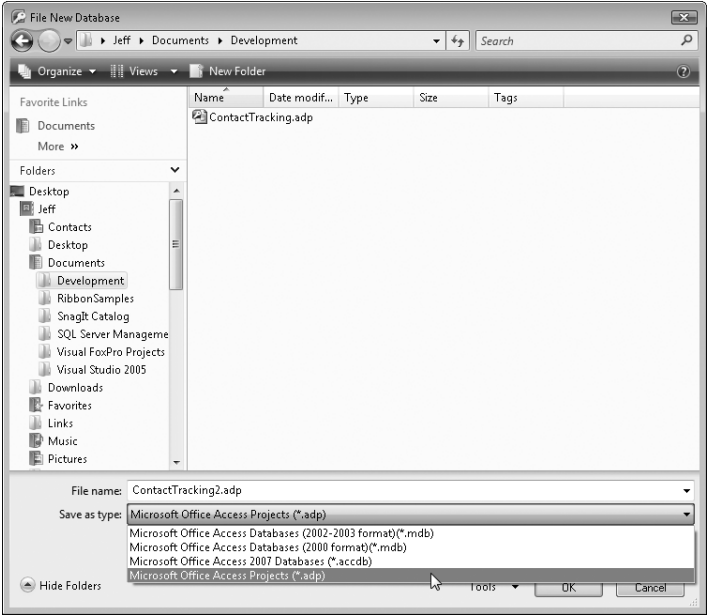 File New Database
Jeff Documents Development
Search
Organize Views New Folder
?
Name Date modif... Type Size Tags
Favorite Links
Documents
More »
Folders
ContactTracking.adp
Desktop
Jeff
Contacts
Desktop
Documents
Development
RibbonSamples
SnagIt Catalog
SQL Server Manageme
Visual FoxPro Projects
Visual Studio 2005
Downloads
Favorites
Links
Music
Pictures
File name: ContactTracking2.adp
Save as type: Microsoft Office Access Projects (*.adp)
Microsoft Office Access Databases (2002-2003 format)(*.mdb)
Microsoft Office Access Databases (2000 format)(*.mdb)
Microsoft Office Access 2007 Databases (*.accdb)
Microsoft Office Access Projects (*.adp)
Hide Folders Tools OK Cancel